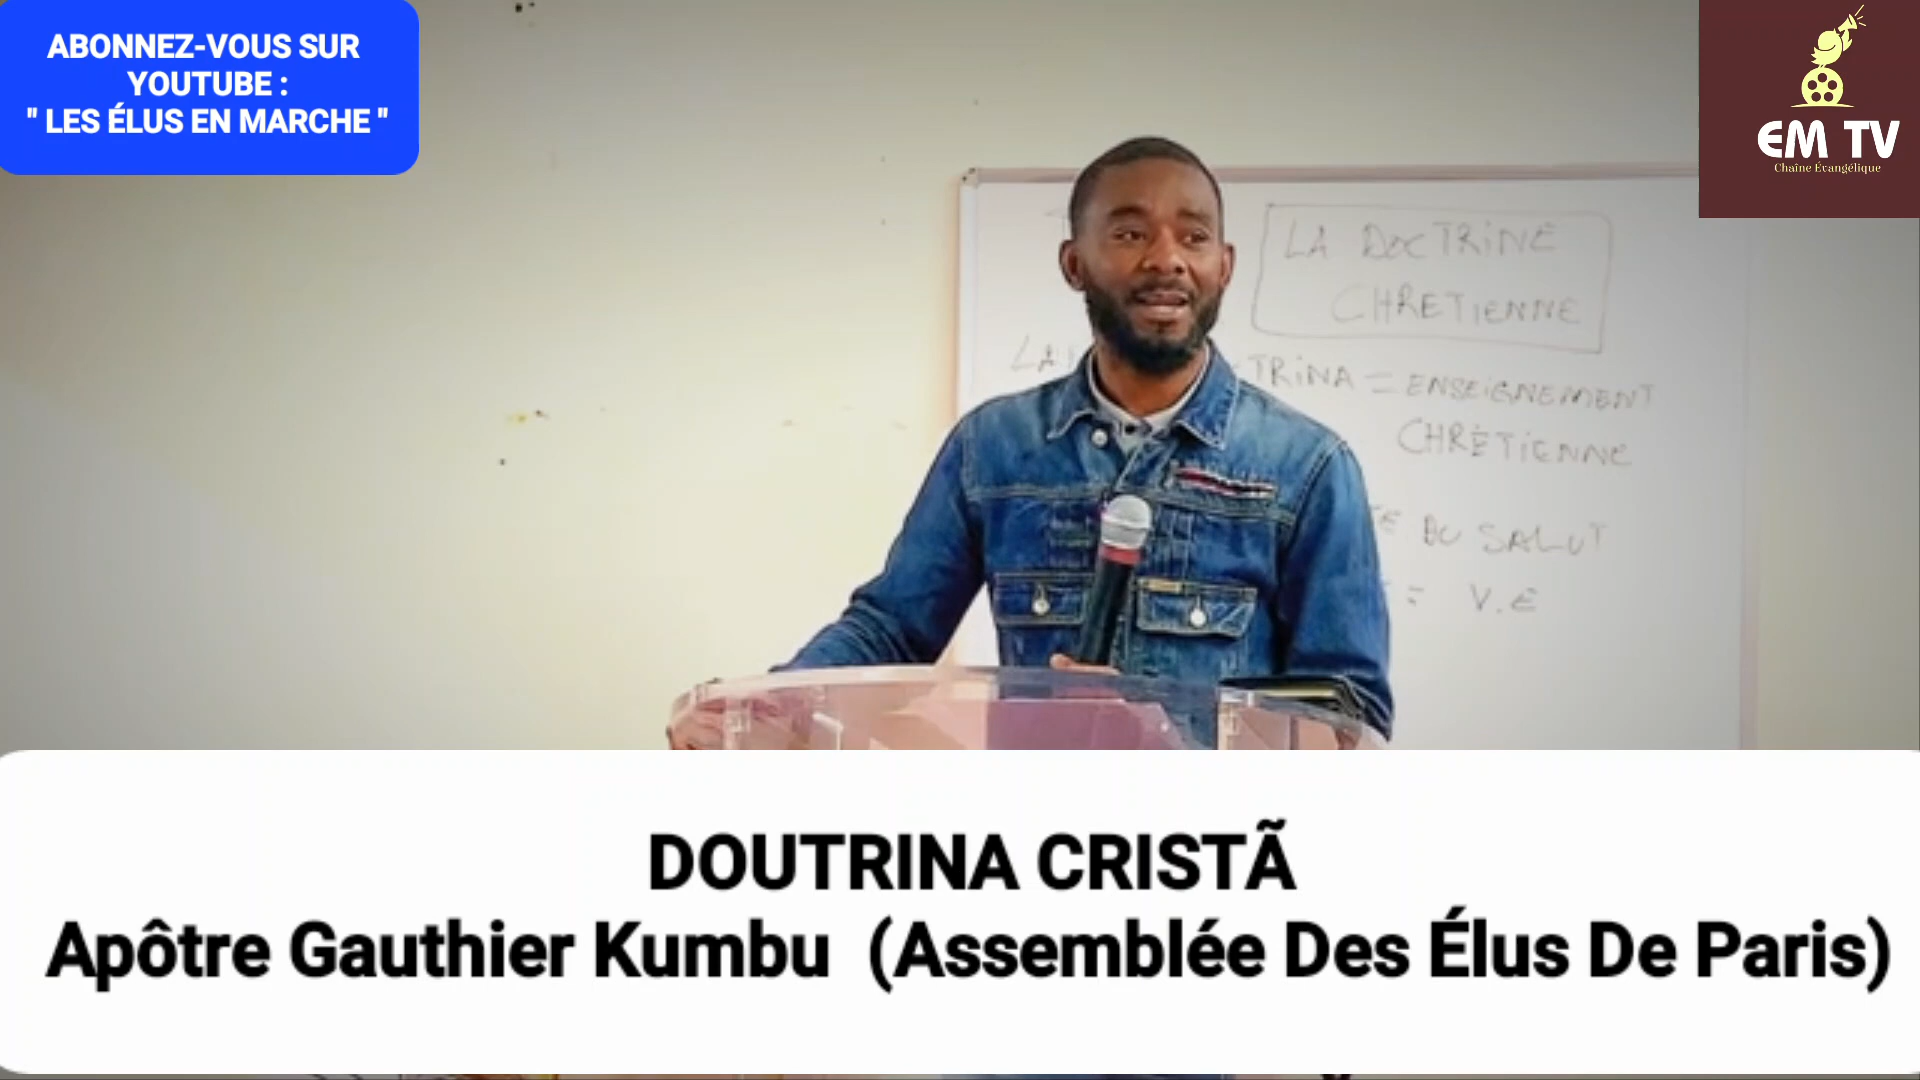 ABONNEZ-VOUS SUR
YOUTUBE :
" LES ÉLUS EN MARCHE "
EM TV
Chaîne Évangélique
LA DOCTRINE
CHRETIENNE
TRINA = ENSEIGNEMENT
CHRÈTIENNE
DU SALUT
= V.E
DOUTRINA CRISTÃ
Apôtre Gauthier Kumbu (Assemblée Des Élus De Paris)